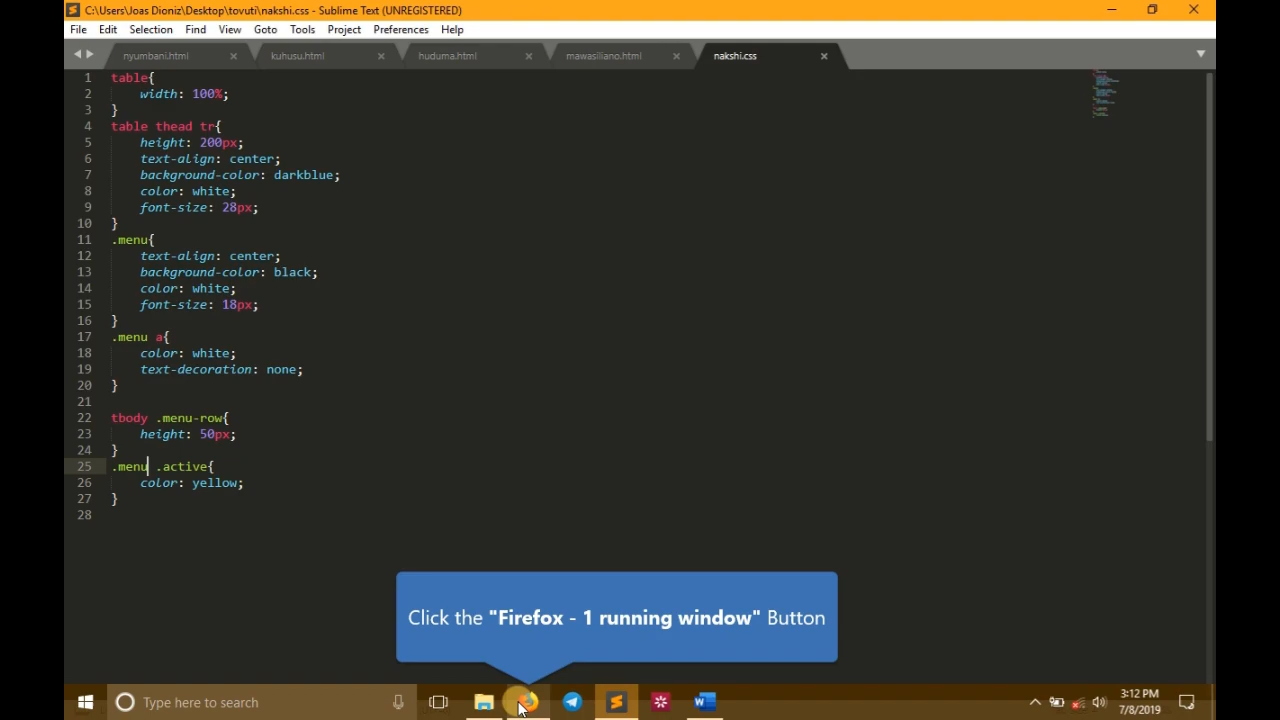 C:\Users\Joas Dioniz\Desktop\tovuti\nakshi.css - Sublime Text (UNREGISTERED)
File Edit Selection Find View Goto Tools Project Preferences Help
nyumbani.html kuhusu.html huduma.html mawasiliano.html nakshi.css
1 table{
2 width: 100%;
3 }
4 table thead tr{
5 height: 200px;
6 text-align: center;
7 background-color: darkblue;
8 color: white;
9 font-size: 28px;
10 }
11 .menu{
12 text-align: center;
13 background-color: black;
14 color: white;
15 font-size: 18px;
16 }
17 .menu a{
18 color: white;
19 text-decoration: none;
20 }
21
22 tbody .menu-row{
23 height: 50px;
24 }
25 .menu .active{
26 color: yellow;
27 }
28
Click the "Firefox - 1 running window" Button
Type here to search
3:12 PM
7/8/2019